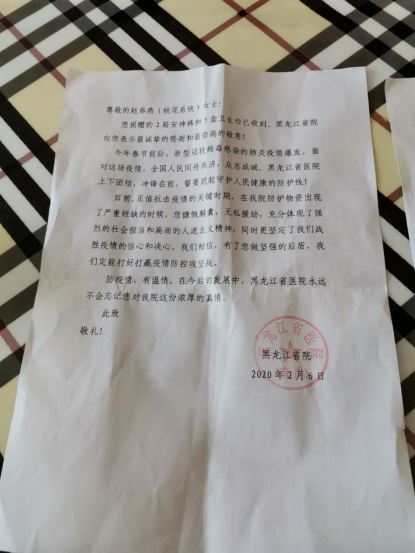 尊敬的赵春燕(桃花系统)女士:
您捐赠的2箱安神裤和5盒卫生巾已收到,黑龙江省院
向您表示最诚挚的感谢和最崇高的敬意!
今年春节前后,新型冠状病毒感染的肺炎疫情爆发,面
对这场疫情,全国人民同舟共济,众志成城,黑龙江省医院
上下团结,冲锋在前,誓要筑起守护人民健康的防护线!
目前,正值抗击疫情的关键时期,在我院防护物资出现
了严重短缺的时候,您慷慨解囊,无私援助,充分体现了强
烈的社会担当和高尚的人道主义精神,同时更坚定了我们战
胜疫情的信心和决心。我们相信,有了您做坚强的后盾,我
们定能打好打赢疫情防控攻坚战。
防疫情,有温情。在今后的发展中,黑龙江省医院永远
不会忘记您对我院这份浓厚的真情。
此致
敬礼!
黑龙江省院
2020年2月6日